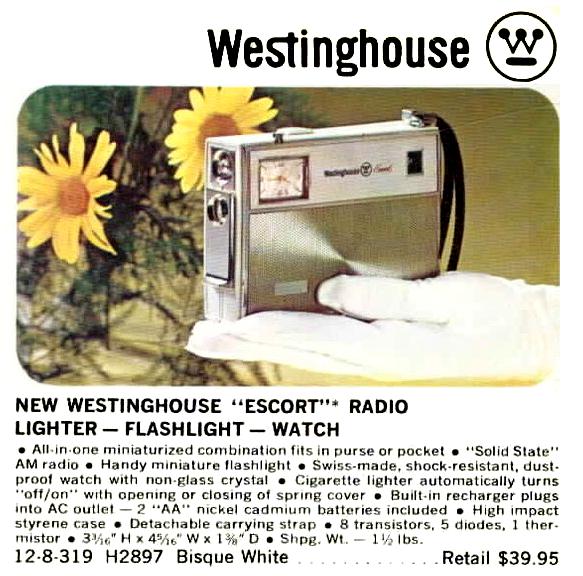 Westinghouse W
Westinghouse W Escort
NEW WESTINGHOUSE “ESCORT”* RADIO
LIGHTER — FLASHLIGHT — WATCH
● All-in-one miniaturized combination fits in purse or pocket ● “Solid State”
AM radio ● Handy miniature flashlight ● Swiss-made, shock-resistant, dust-
proof watch with non-glass crystal ● Cigarette lighter automatically turns
“off/on” with opening or closing of spring cover ● Built-in recharger plugs
into AC outlet — 2 “AA” nickel cadmium batteries included ● High impact
styrene case ● Detachable carrying strap ● 8 transistors, 5 diodes, 1 ther-
mistor ● 3³⁄₁₆″ H x 4⁵⁄₁₆″ W x 1⅜″ D ● Shpg. Wt. — 1½ lbs.
12-8-319 H2897 Bisque White . . . . . . . . . . . . . Retail $39.95